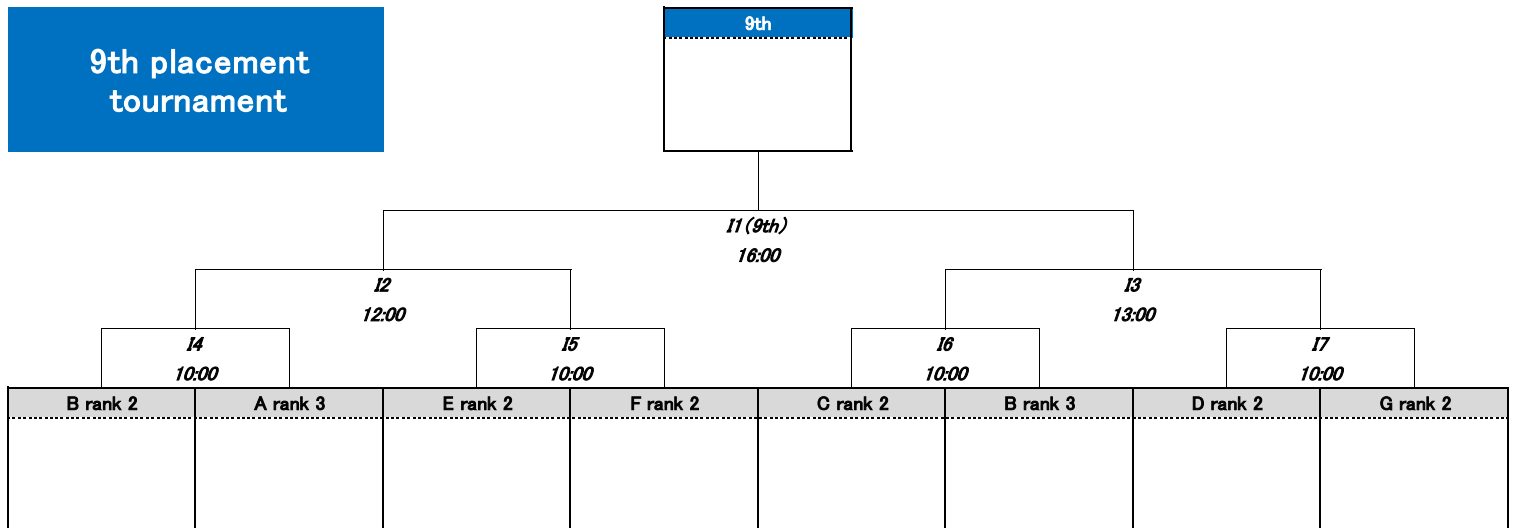 9th placement
tournament
9th
I1(9th)
16:00
I2
I3
12:00
13:00
I4
I5
I6
I7
10:00
10:00
10:00
10:00
B rank 2
A rank 3
E rank 2
F rank 2
C rank 2
B rank 3
D rank 2
G rank 2